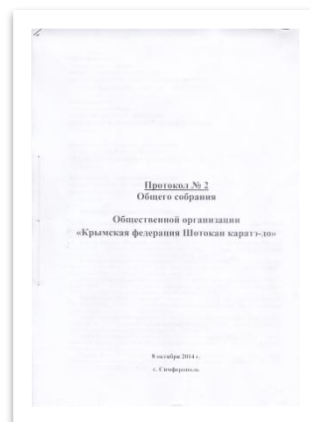 Протокол № 2
Общего собрания
Общественной организации
«Крымская федерация Шотокан каратэ-до»
8 октября 2014 г.
г. Симферополь